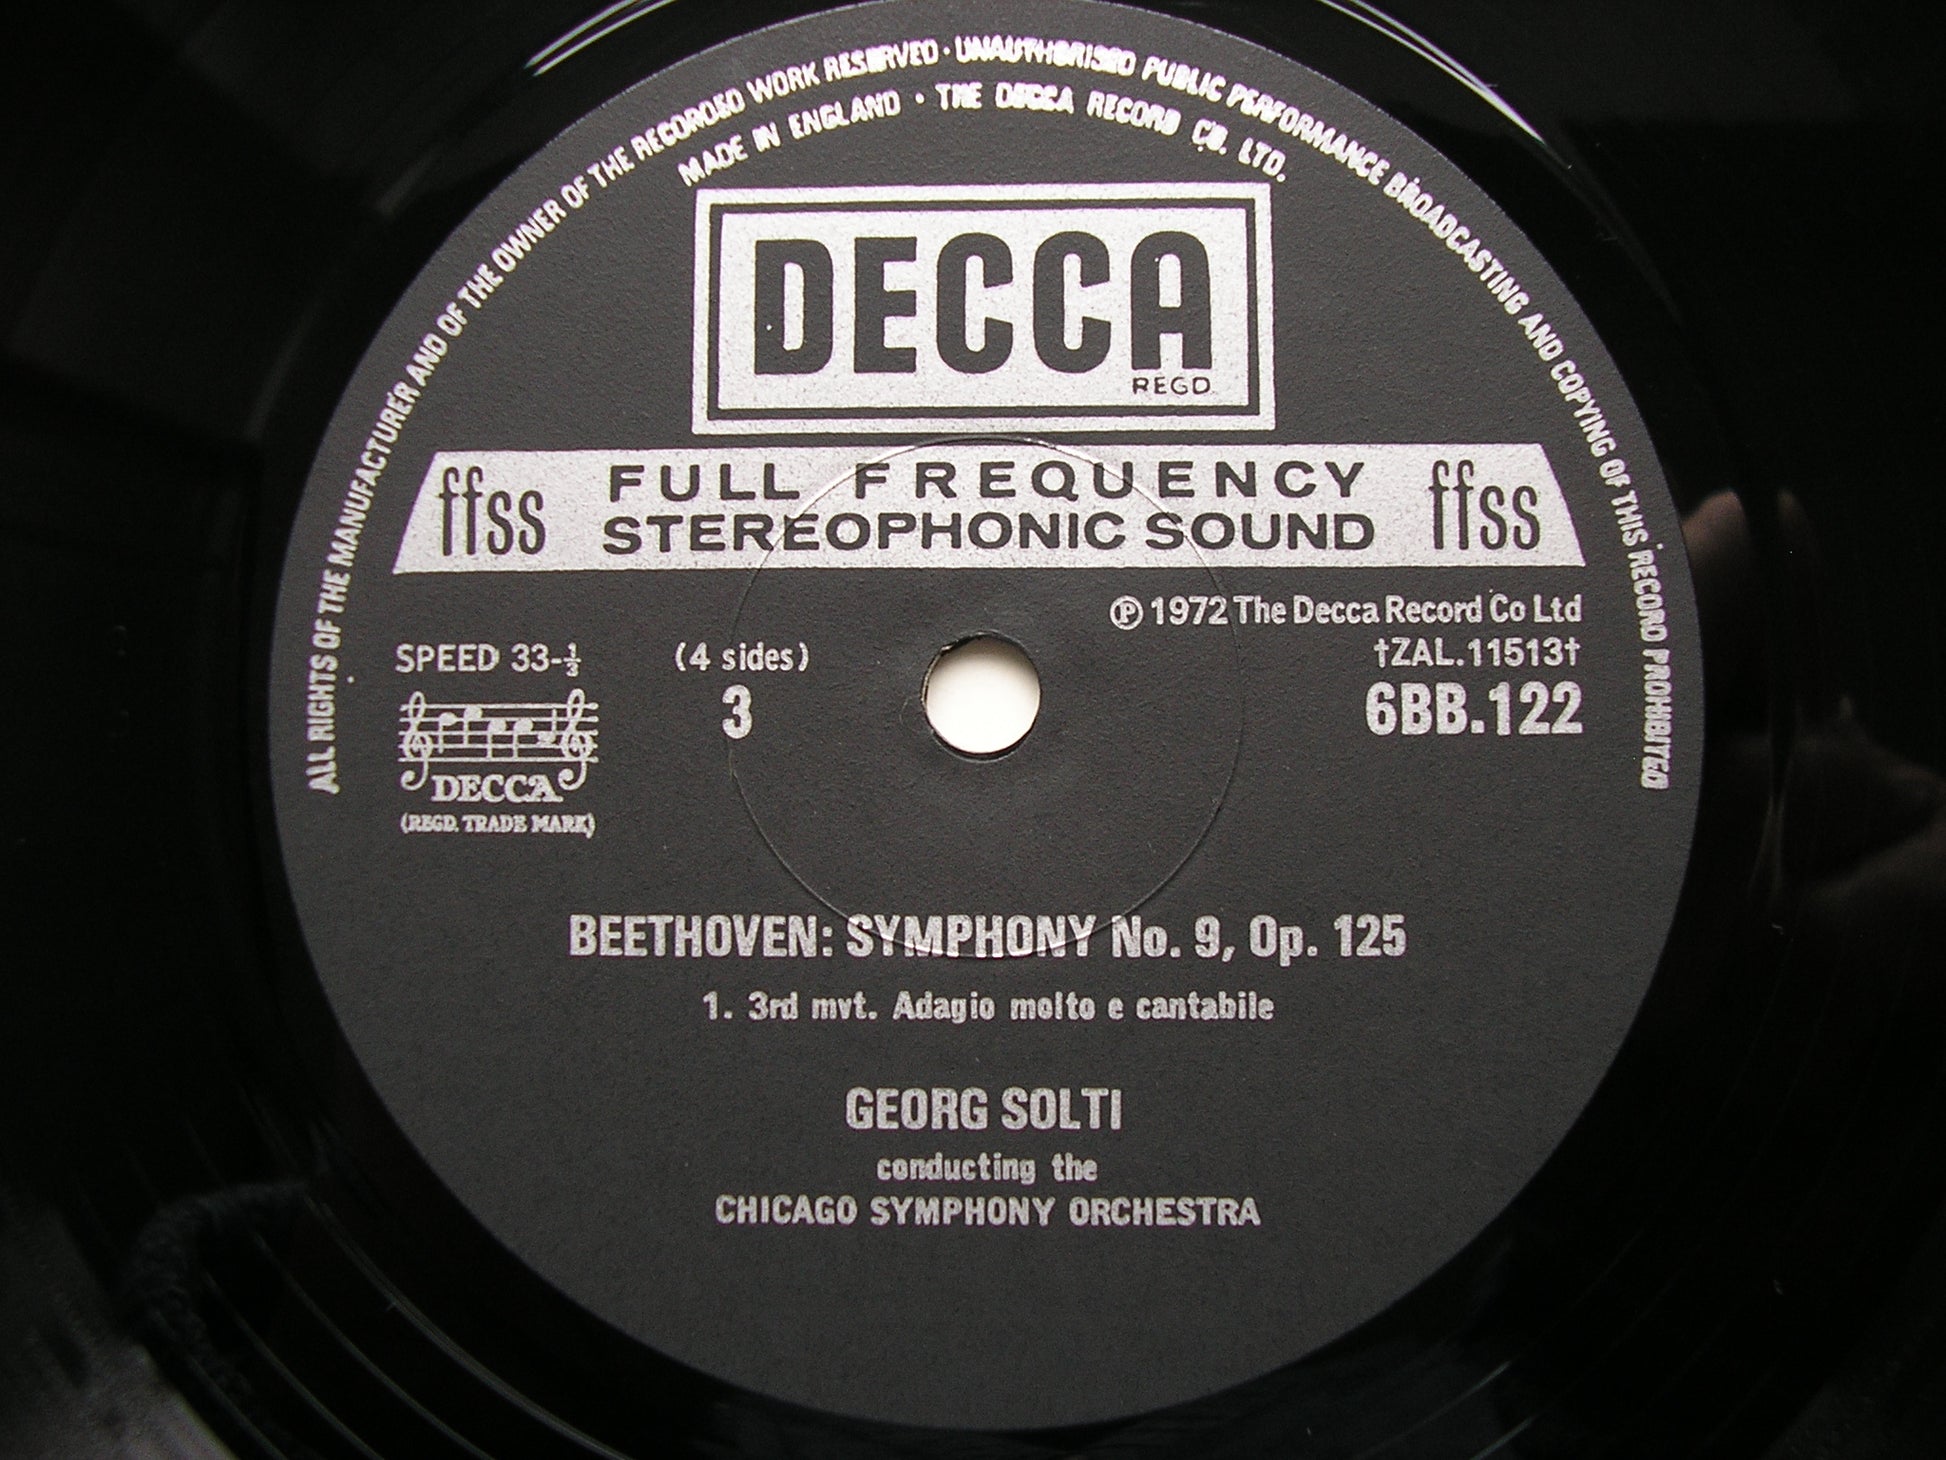 ALL RIGHTS OF THE MANUFACTURER AND OF THE OWNER OF THE RECORDED WORK RESERVED · UNAUTHORISED PUBLIC PERFORMANCE BROADCASTING AND COPYING OF THIS RECORD PROHIBITED
MADE IN ENGLAND · THE DECCA RECORD CO. LTD.
DECCA
REGD.
ffss FULL FREQUENCY ffss
STEREOPHONIC SOUND
℗ 1972 The Decca Record Co Ltd
SPEED 33-⅓ (4 sides) †ZAL.11513†
3 6BB.122
DECCA
(REGD. TRADE MARK)
BEETHOVEN: SYMPHONY No. 9, Op. 125
1. 3rd mvt. Adagio molto e cantabile
GEORG SOLTI
conducting the
CHICAGO SYMPHONY ORCHESTRA